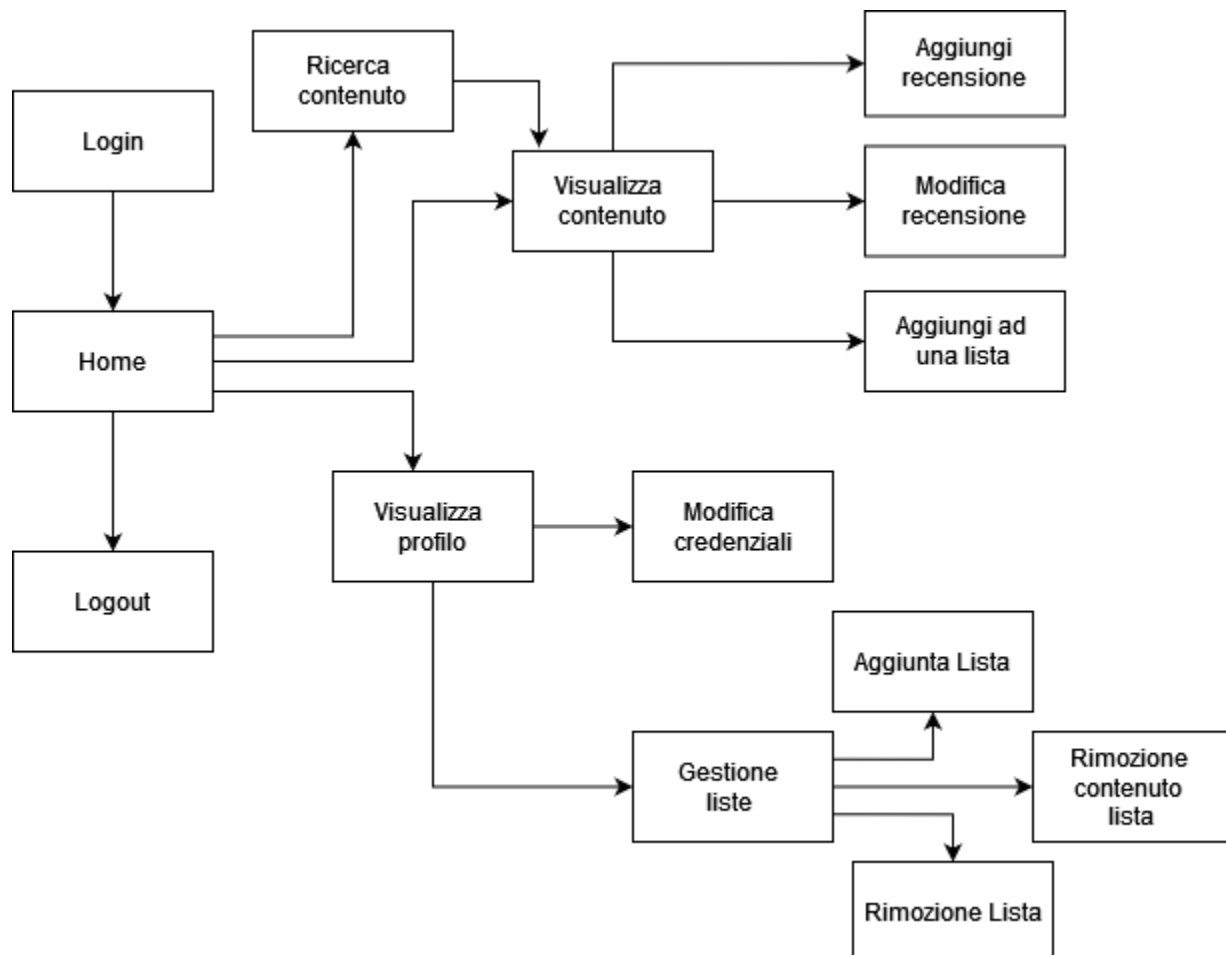 Ricerca
contenuto
Aggiungi
recensione
Login
Visualizza
contenuto
Modifica
recensione
Home
Aggiungi ad
una lista
Visualizza
profilo
Modifica
credenziali
Logout
Aggiunta Lista
Gestione
liste
Rimozione
contenuto
lista
Rimozione Lista